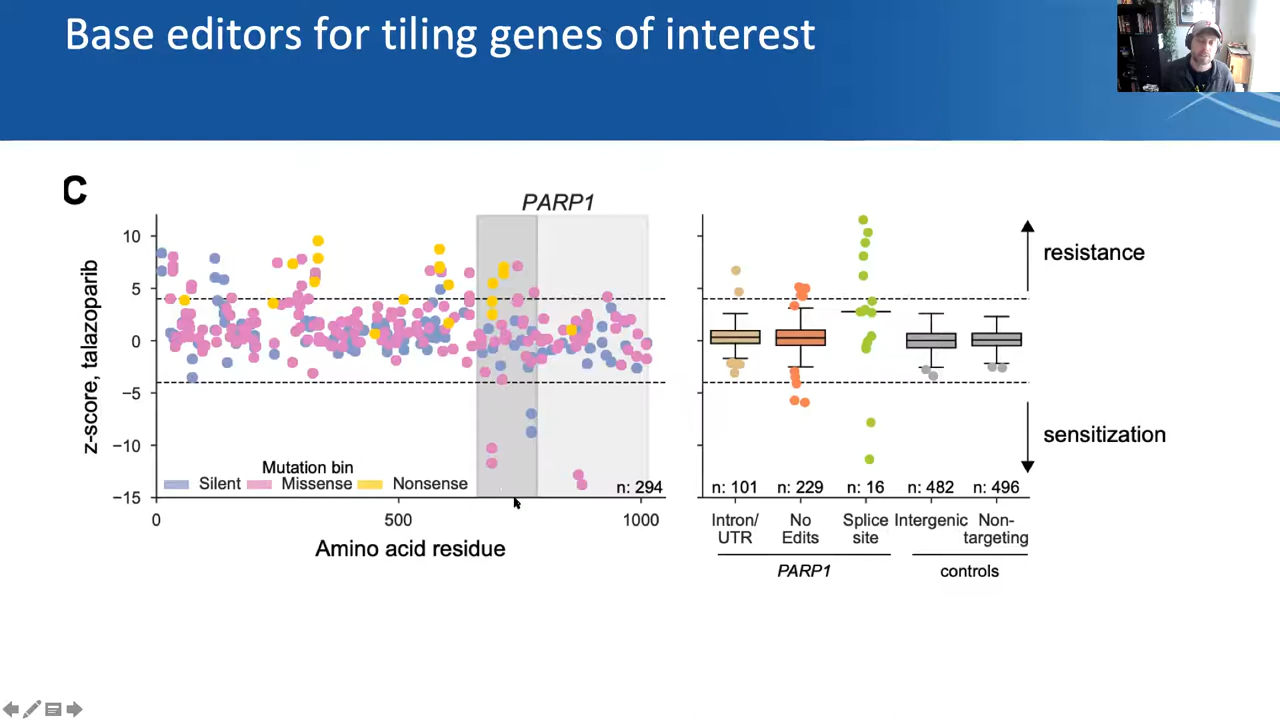 Base editors for tiling genes of interest
C
PARP1
z-score, talazoparib
10
5
0
−5
−10
−15
Mutation bin
Silent Missense Nonsense
n: 294
0 500 1000
Amino acid residue
resistance
sensitization
n: 101 n: 229 n: 16 n: 482 n: 496
Intron/ No Splice Intergenic Non-
UTR Edits site targeting
PARP1 controls